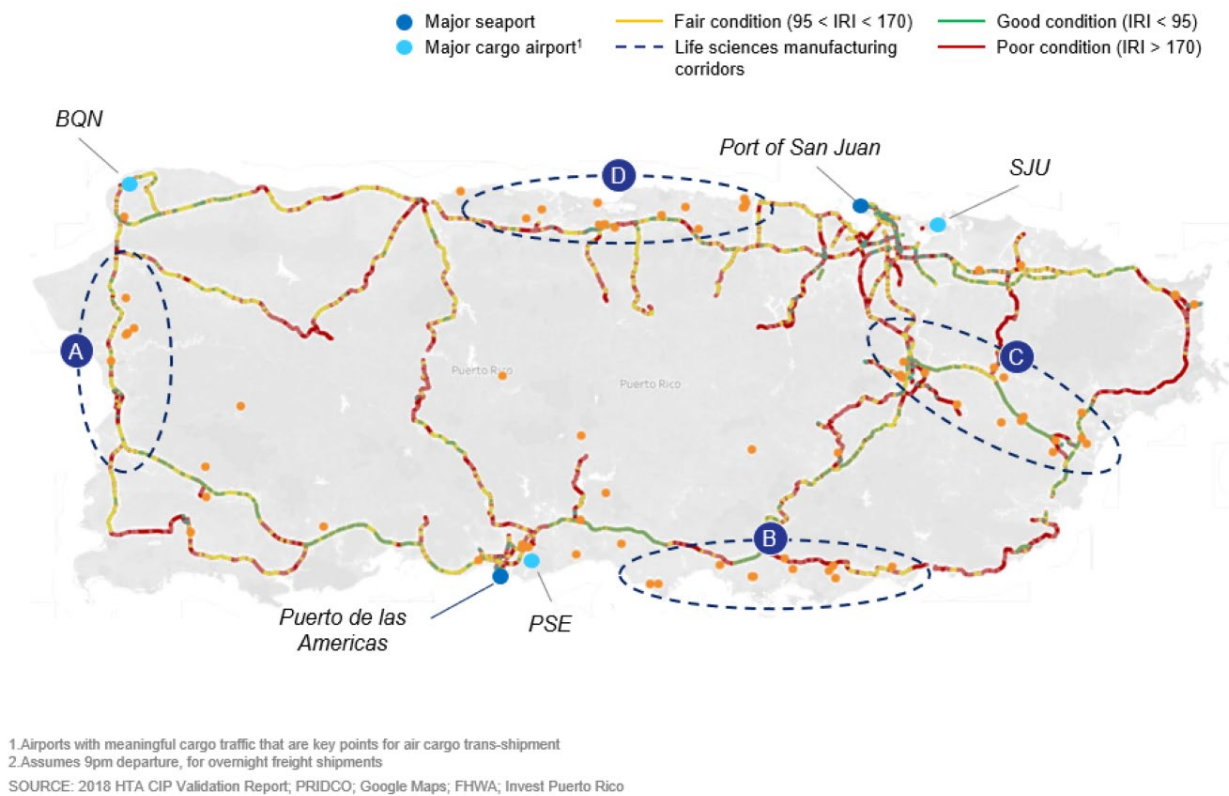 Major seaport
Fair condition (95 < IRI < 170)
Good condition (IRI < 95)
Major cargo airport1
Life sciences manufacturing
corridors
Poor condition (IRI > 170)
BQN
Port of San Juan
SJU
D
A
C
Puerto Rico
Puerto Rico
B
Puerto de las
Americas
PSE
1.Airports with meaningful cargo traffic that are key points for air cargo trans-shipment
2.Assumes 9pm departure, for overnight freight shipments
SOURCE: 2018 HTA CIP Validation Report; PRIDCO; Google Maps; FHWA; Invest Puerto Rico